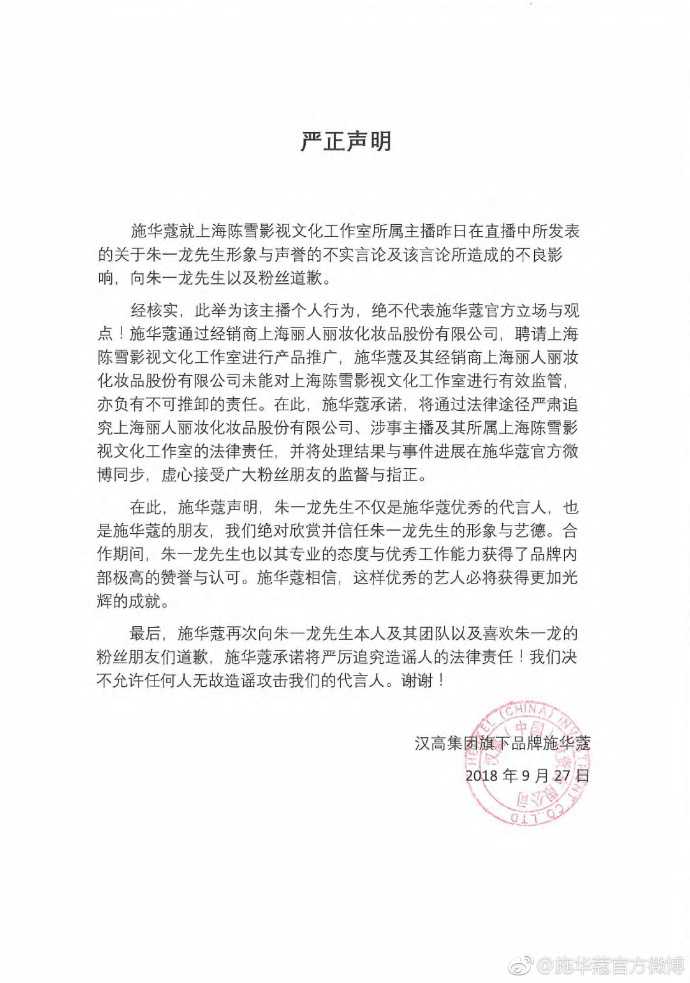 严正声明
施华蔻就上海陈雪影视文化工作室所属主播昨日在直播中所发表
的关于朱一龙先生形象与声誉的不实言论及该言论所造成的不良影
响，向朱一龙先生以及粉丝道歉。
经核实，此举为该主播个人行为，绝不代表施华蔻官方立场与观
点！施华蔻通过经销商上海丽人丽妆化妆品股份有限公司，聘请上海
陈雪影视文化工作室进行产品推广，施华蔻及其经销商上海丽人丽妆
化妆品股份有限公司未能对上海陈雪影视文化工作室进行有效监管，
亦负有不可推卸的责任。在此，施华蔻承诺，将通过法律途径严肃追
究上海丽人丽妆化妆品股份有限公司、涉事主播及其所属上海陈雪影
视文化工作室的法律责任，并将处理结果与事件进展在施华蔻官方微
博同步，虚心接受广大粉丝朋友的监督与指正。
在此，施华蔻声明，朱一龙先生不仅是施华蔻优秀的代言人，也
是施华蔻的朋友，我们绝对欣赏并信任朱一龙先生的形象与艺德。合
作期间，朱一龙先生也以其专业的态度与优秀工作能力获得了品牌内
部极高的赞誉与认可。施华蔻相信，这样优秀的艺人必将获得更加光
辉的成就。
最后，施华蔻再次向朱一龙先生本人及其团队以及喜欢朱一龙的
粉丝朋友们道歉，施华蔻承诺将严厉追究造谣人的法律责任！我们决
不允许任何人无故造谣攻击我们的代言人。谢谢！
汉高集团旗下品牌施华蔻
2018 年 9 月 27 日
(CHINA)
CO.LTD
（中国）
有限公司
@施华蔻官方微博